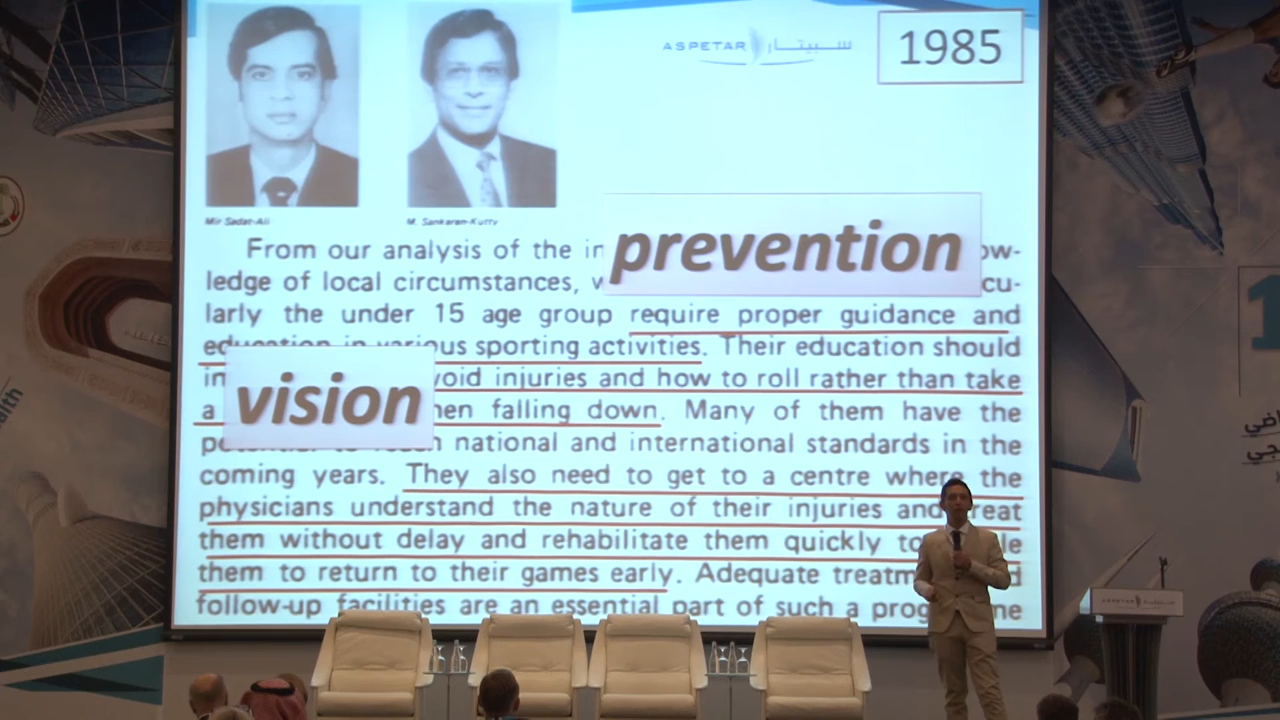 ASPETAR سبيتار
1985
Mir Sadat-Ali
M. Sankaran-Kutty
prevention
From our analysis of the in ow-
ledge of local circumstances, w cu-
larly the under 15 age group require proper guidance and
education in various sporting activities. Their education should
in void injuries and how to roll rather than take
vision
a hen falling down. Many of them have the
national and international standards in the
coming years. They also need to get to a centre where the
physicians understand the nature of their injuries and treat
them without delay and rehabilitate them quickly to
them to return to their games early. Adequate
follow-up facilities are an essential part of such a
ASPETAR